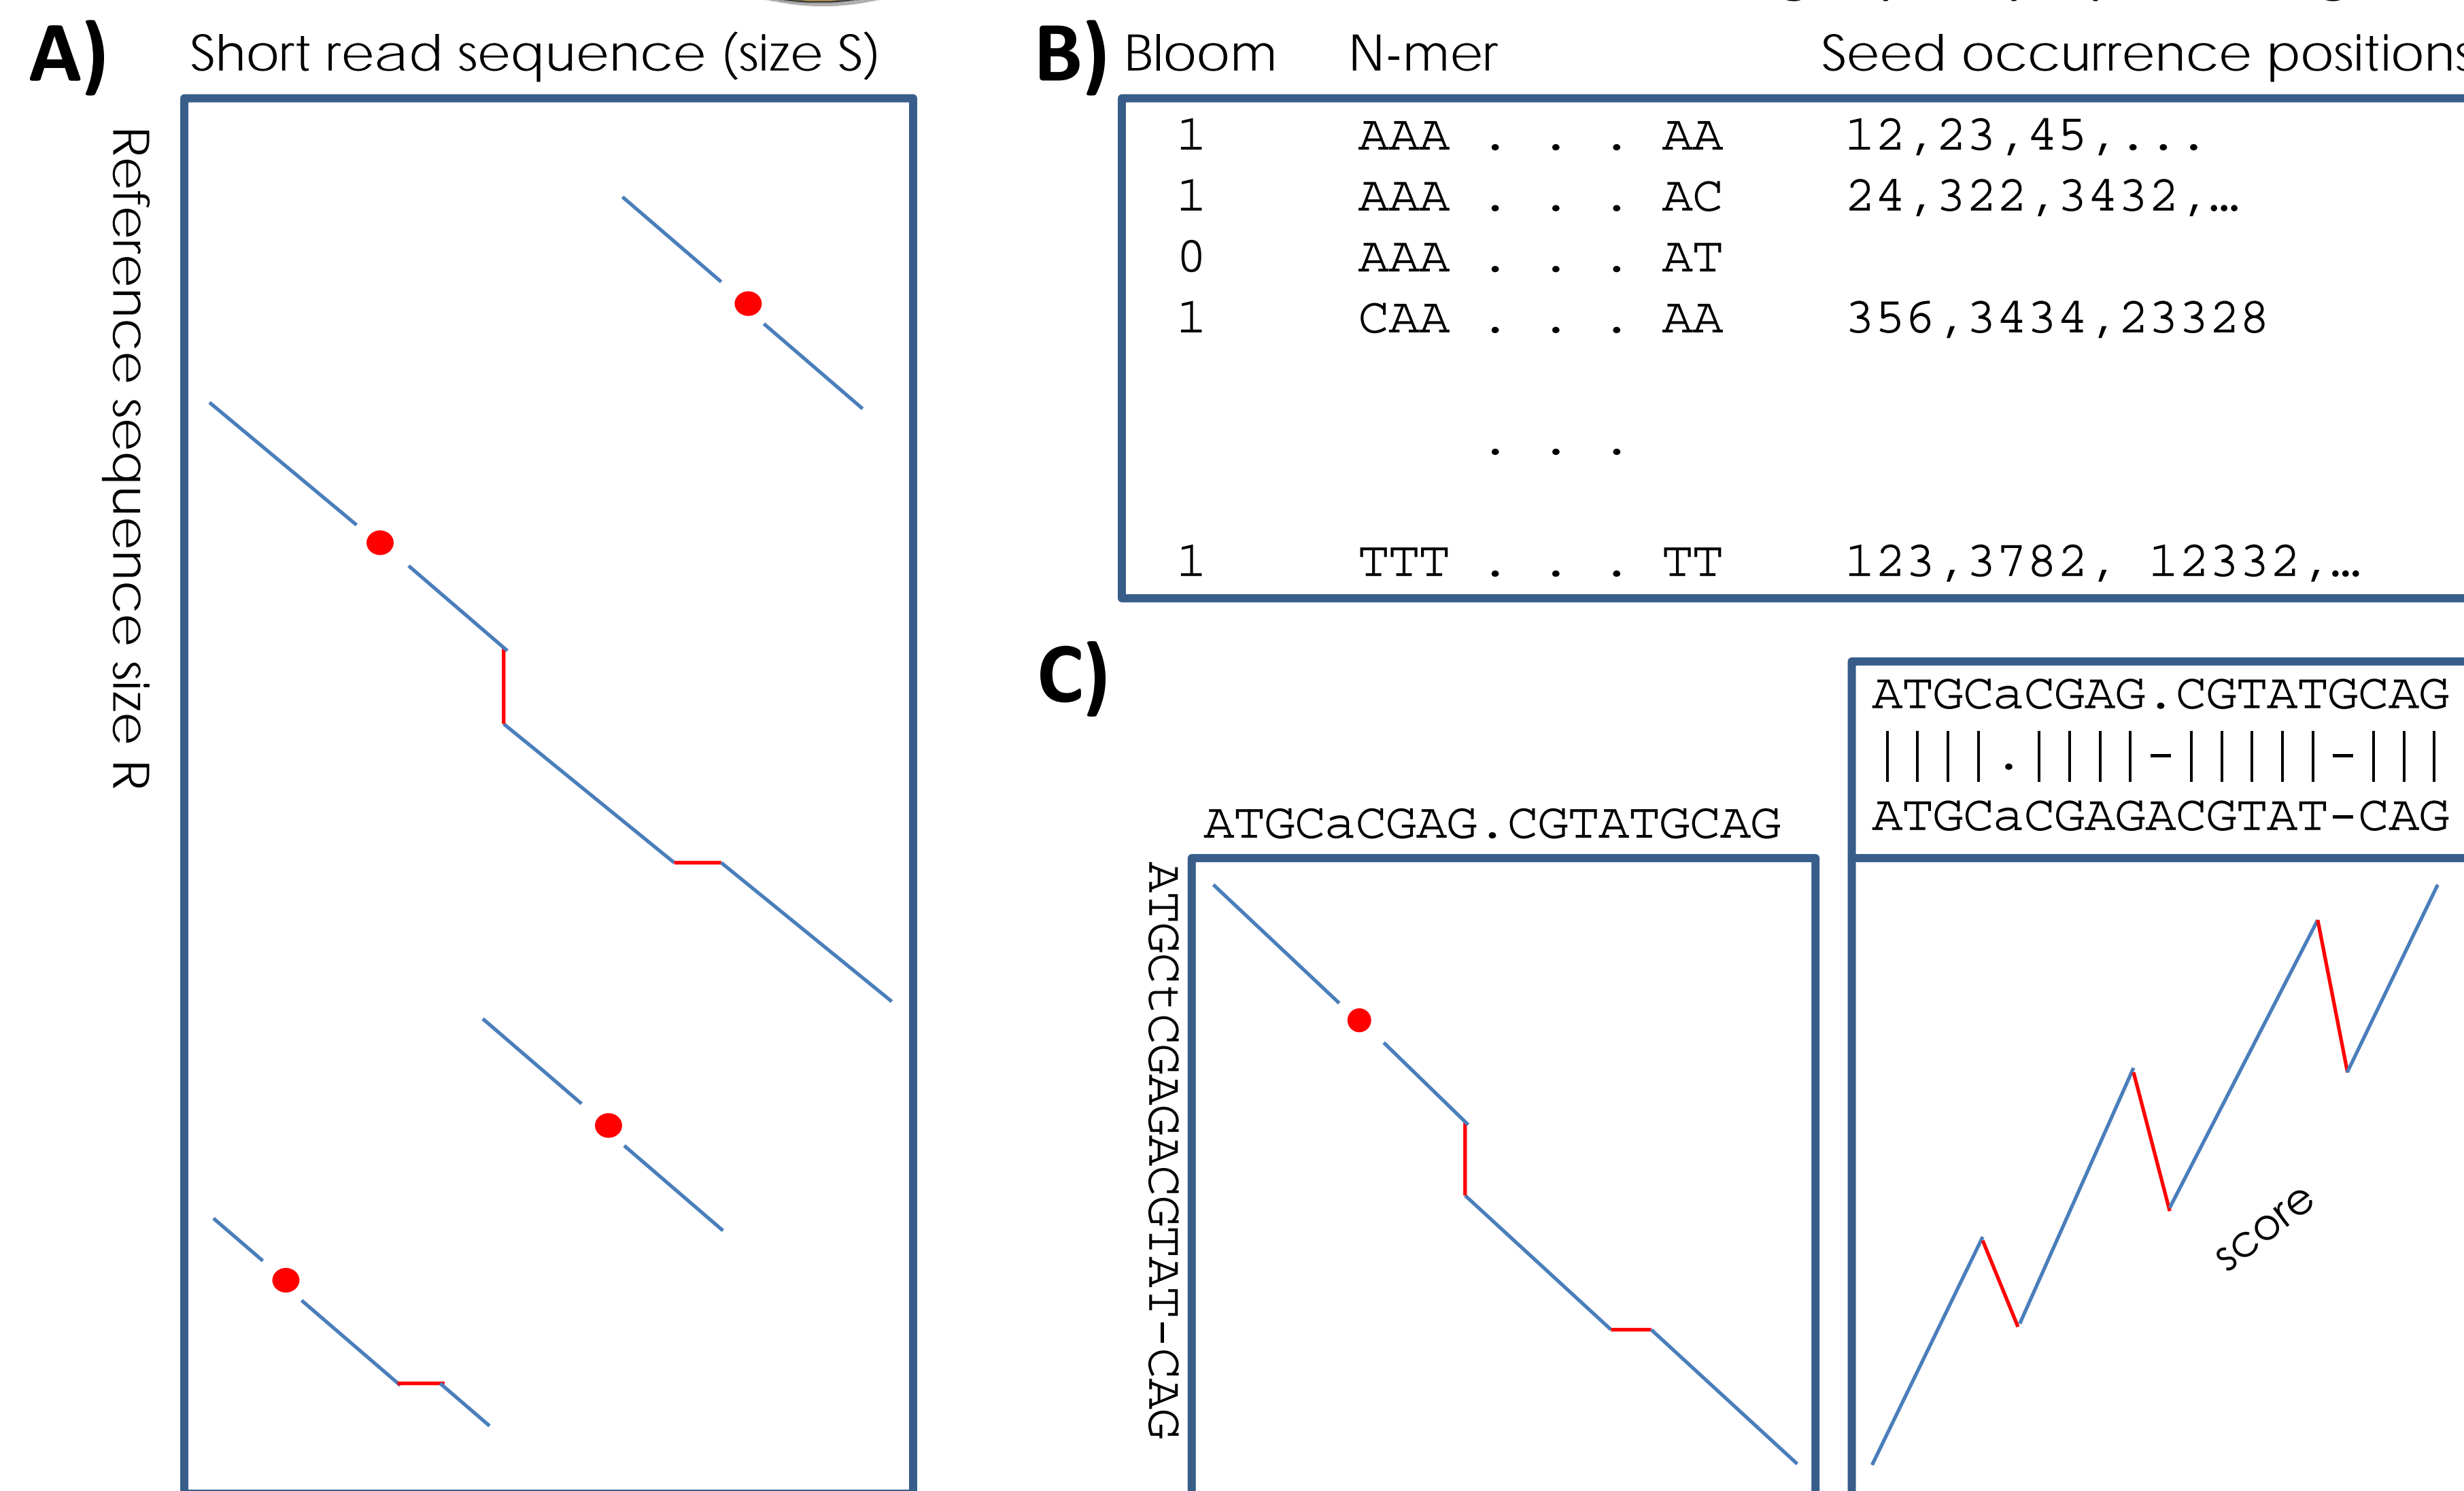 A)
Short read sequence (size S)
Reference sequence size R
B)
Bloom N-mer Seed occurrence positions
1 AAA . . . AA 12,23,45,...
1 AAA . . . AC 24,322,3432,…
0 AAA . . . AT
1 CAA . . . AA 356,3434,23328
. . .
1 TTT . . . TT 123,3782, 12332,…
C)
ATGCaCGAG.CGTATGCAG
ATGCtCGAGACGTAT-CAG
ATGCaCGAG.CGTATGCAG
||||.||||-|||||-|||
ATGCaCGAGACGTAT-CAG
score